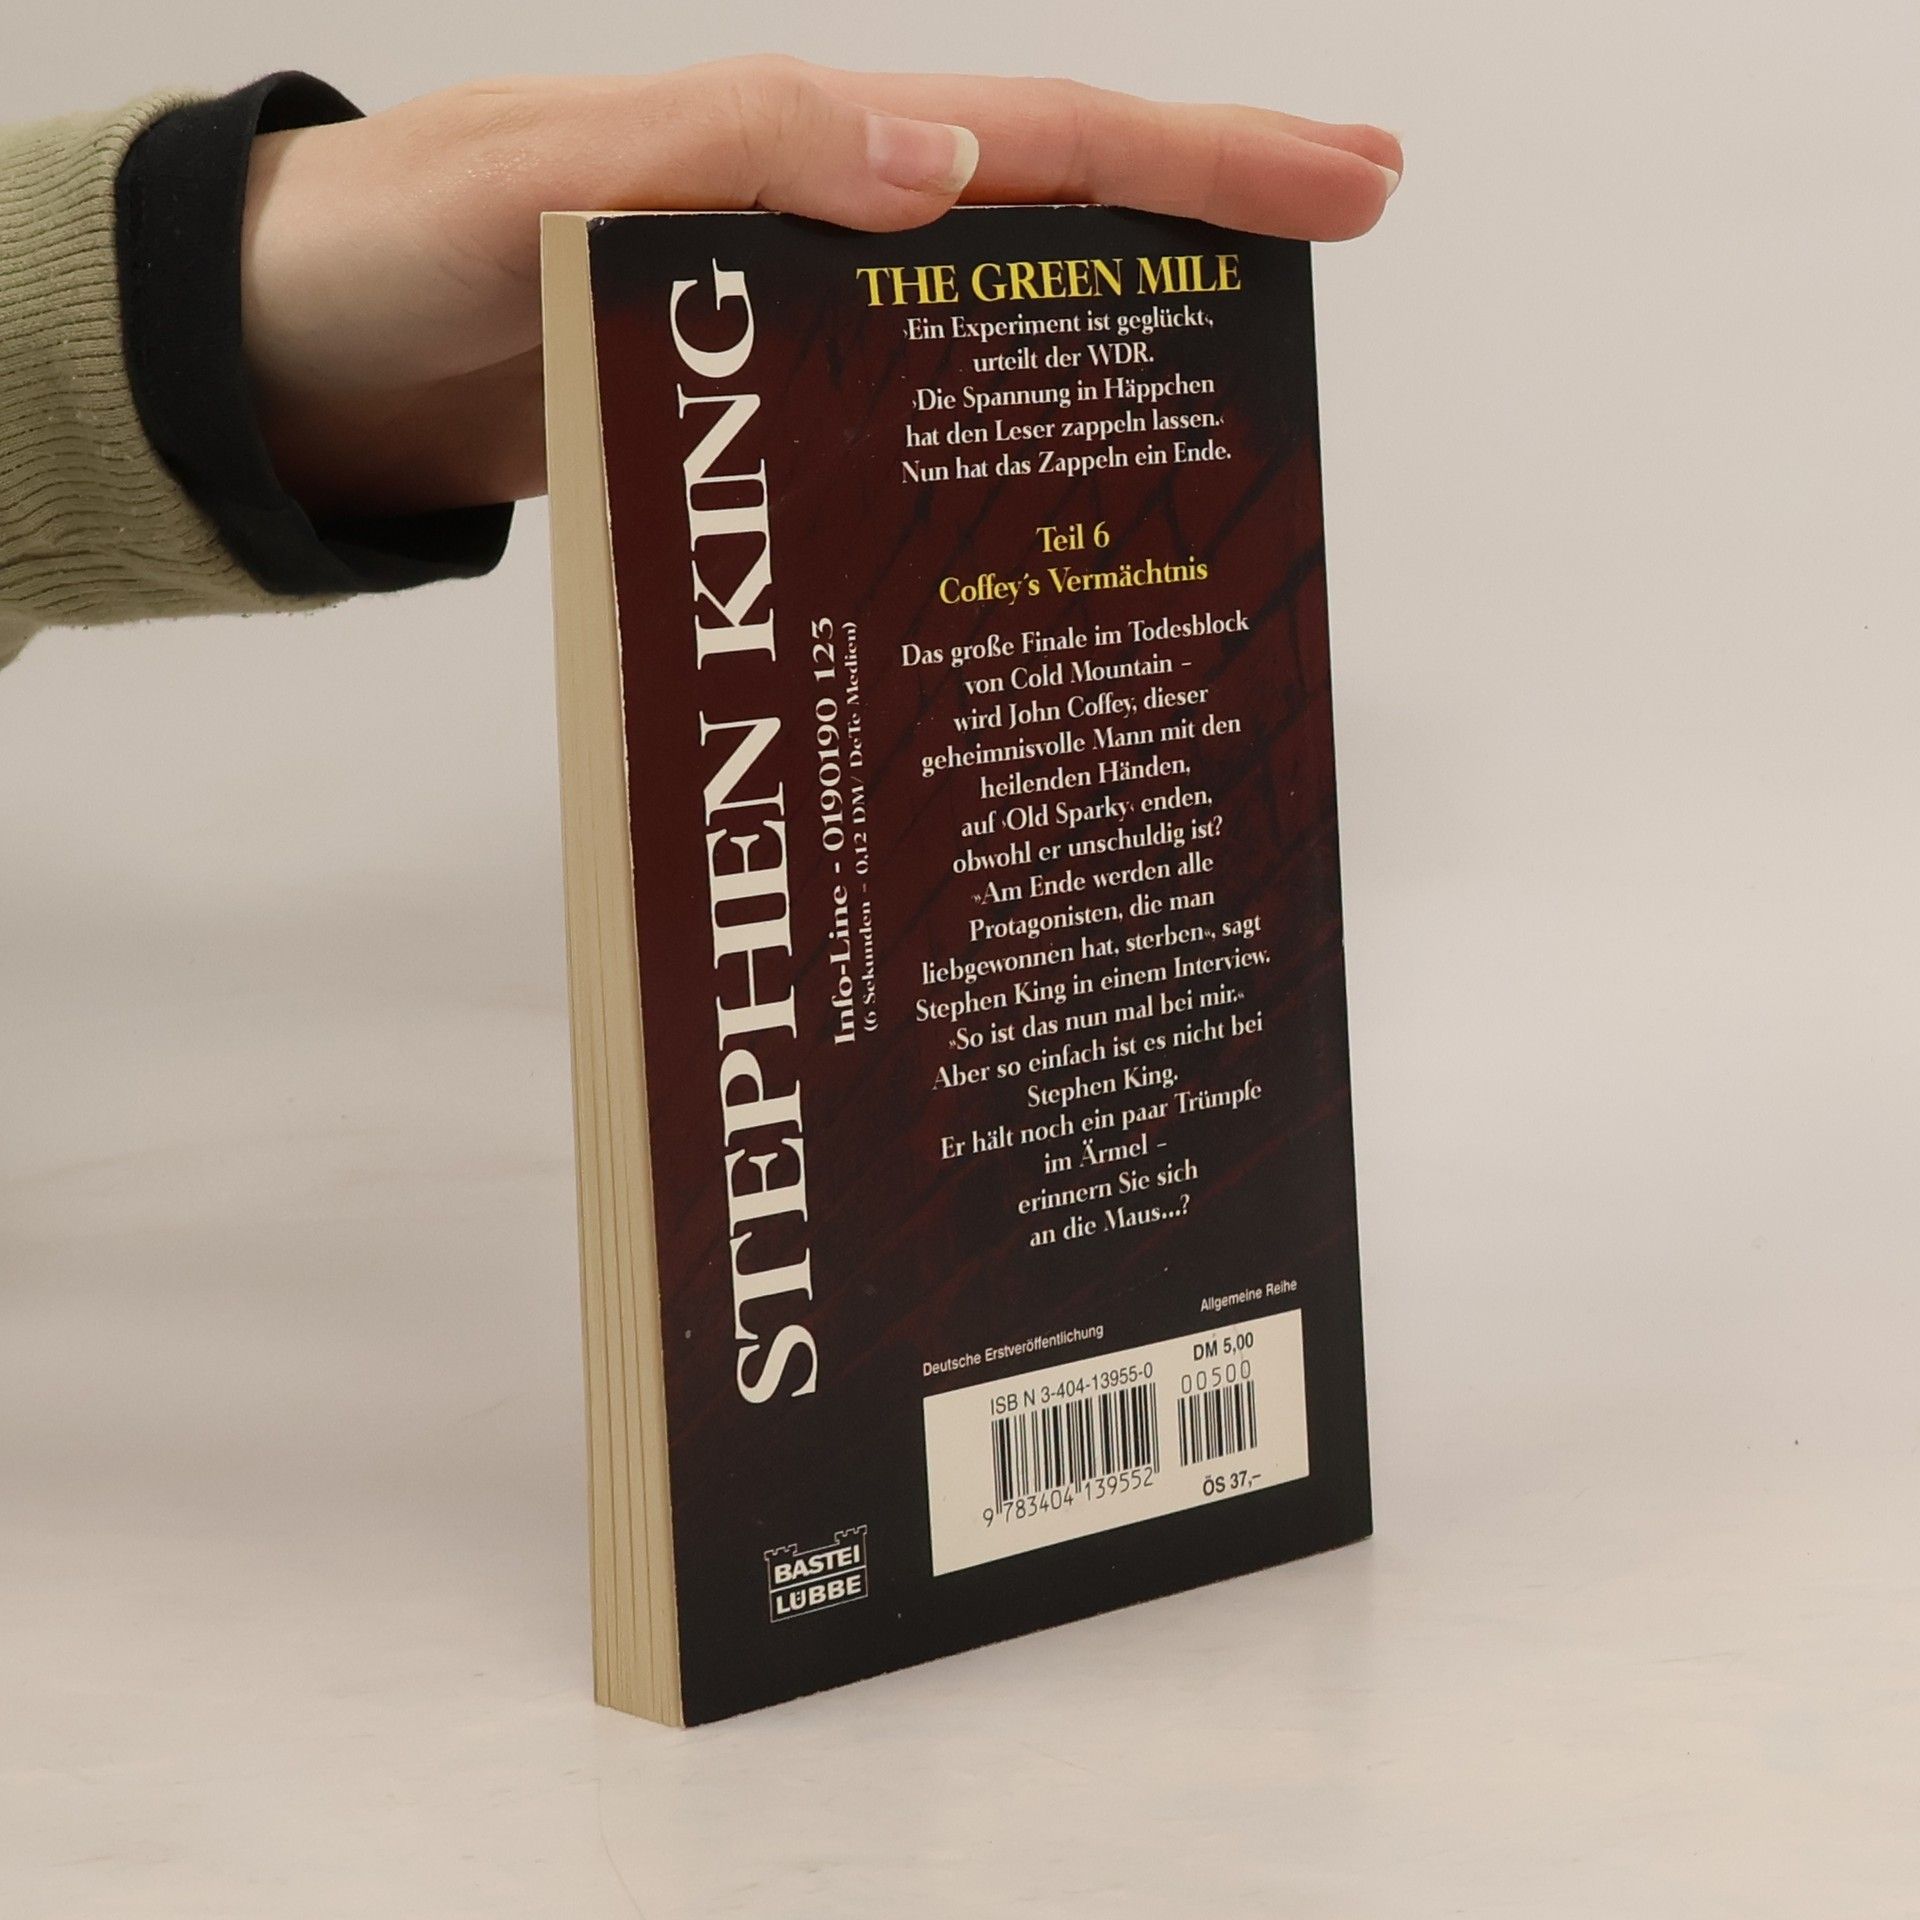 THE GREEN MILE
›Ein Experiment ist geglückt‹,
urteilt der WDR.
›Die Spannung in Häppchen
hat den Leser zappeln lassen.‹
Nun hat das Zappeln ein Ende.
Teil 6
Coffey´s Vermächtnis
Das große Finale im Todesblock
von Cold Mountain –
wird John Coffey, dieser
geheimnisvolle Mann mit den
heilenden Händen,
auf ›Old Sparky‹ enden,
obwohl er unschuldig ist?
»Am Ende werden alle
Protagonisten, die man
liebgewonnen hat, sterben«, sagt
Stephen King in einem Interview.
»So ist das nun mal bei mir.«
Aber so einfach ist es nicht bei
Stephen King.
Er hält noch ein paar Trümpfe
im Ärmel –
erinnern Sie sich
an die Maus...?
STEPHEN KING
Info-Line - 0190190 123
(6 Sekunden - 0,12 DM/ DeTe Medien)
Deutsche Erstveröffentlichung
Allgemeine Reihe
ISBN 3-404-13955-0
DM 5,00
00500
9 783404 139552
ÖS 37,–
BASTEI
LÜBBE